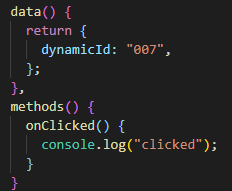 data() {
  return {
    dynamicId: "007",
  };
},
methods() {
  onClicked() {
    console.log("clicked");
  }
}